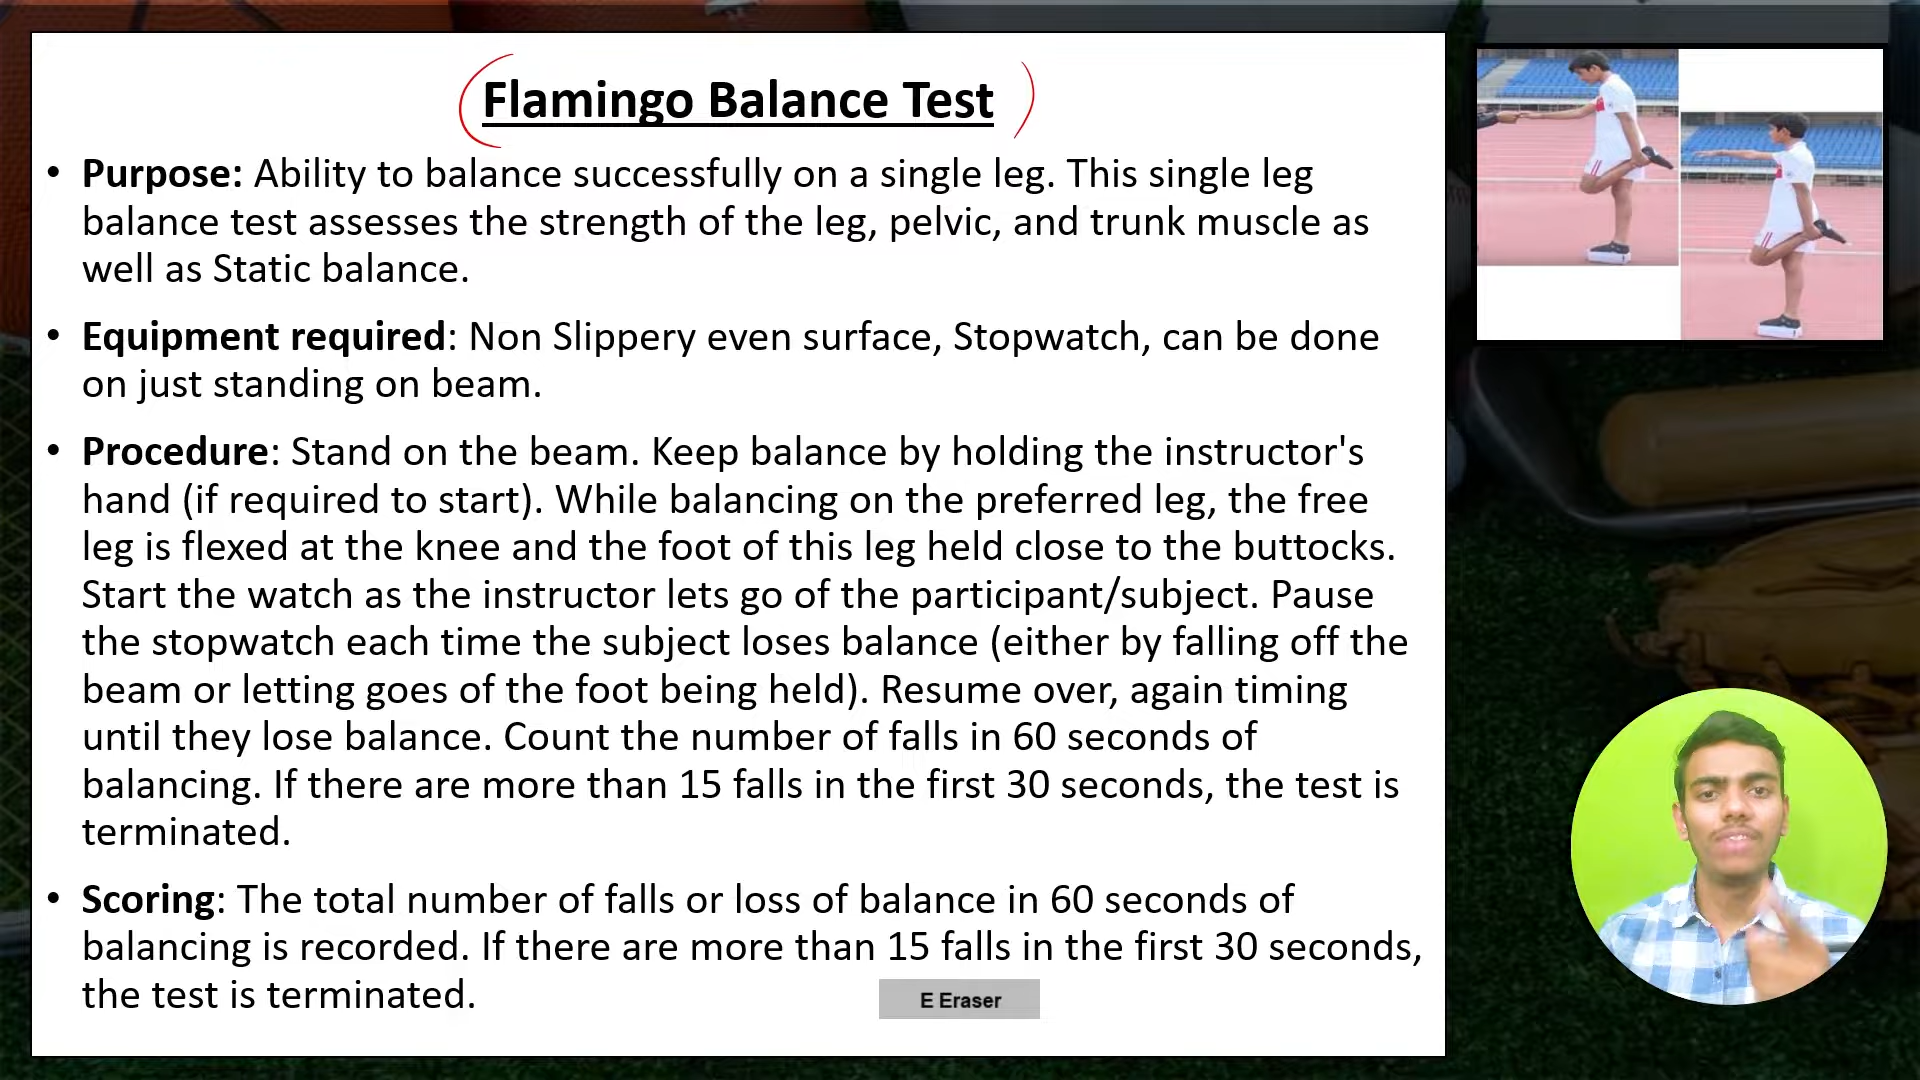 Flamingo Balance Test
• Purpose: Ability to balance successfully on a single leg. This single leg
balance test assesses the strength of the leg, pelvic, and trunk muscle as
well as Static balance.
• Equipment required: Non Slippery even surface, Stopwatch, can be done
on just standing on beam.
• Procedure: Stand on the beam. Keep balance by holding the instructor's
hand (if required to start). While balancing on the preferred leg, the free
leg is flexed at the knee and the foot of this leg held close to the buttocks.
Start the watch as the instructor lets go of the participant/subject. Pause
the stopwatch each time the subject loses balance (either by falling off the
beam or letting goes of the foot being held). Resume over, again timing
until they lose balance. Count the number of falls in 60 seconds of
balancing. If there are more than 15 falls in the first 30 seconds, the test is
terminated.
• Scoring: The total number of falls or loss of balance in 60 seconds of
balancing is recorded. If there are more than 15 falls in the first 30 seconds,
the test is terminated.
E Eraser